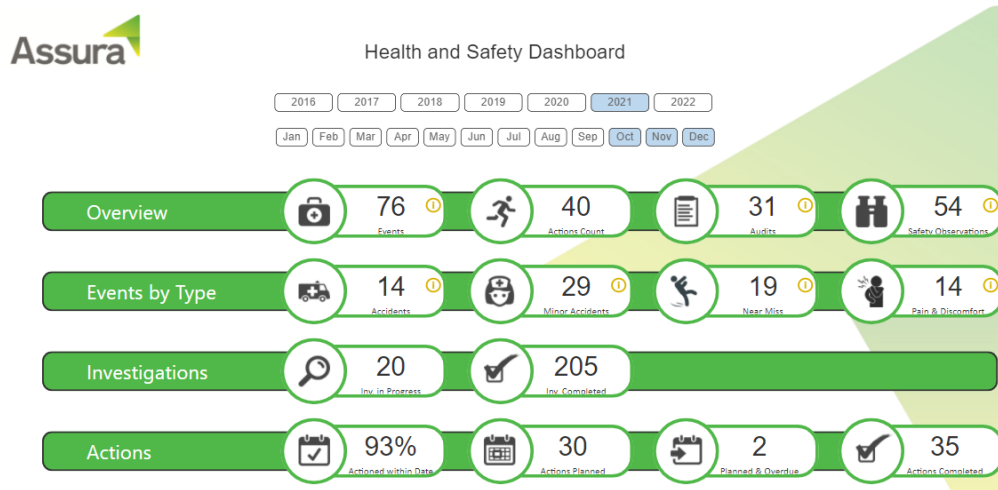 Assura
Health and Safety Dashboard
2016 2017 2018 2019 2020 2021 2022
Jan Feb Mar Apr May Jun Jul Aug Sep Oct Nov Dec
Overview
76
Events
40
Actions Count
31
Audits
54
Safety Observations
Events by Type
14
Accidents
29
Minor Accidents
19
Near Miss
14
Pain & Discomfort
Investigations
20
Inv. in Progress
205
Inv. Completed
Actions
93%
Actioned within Date
30
Actions Planned
2
Planned & Overdue
35
Actions Completed